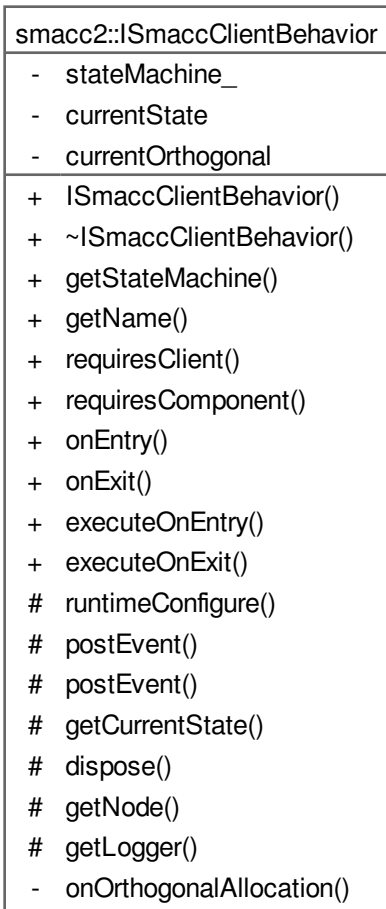 smacc2::ISmaccClientBehavior
- stateMachine_
- currentState
- currentOrthogonal
+ ISmaccClientBehavior()
+ ~ISmaccClientBehavior()
+ getStateMachine()
+ getName()
+ requiresClient()
+ requiresComponent()
+ onEntry()
+ onExit()
+ executeOnEntry()
+ executeOnExit()
# runtimeConfigure()
# postEvent()
# postEvent()
# getCurrentState()
# dispose()
# getNode()
# getLogger()
- onOrthogonalAllocation()